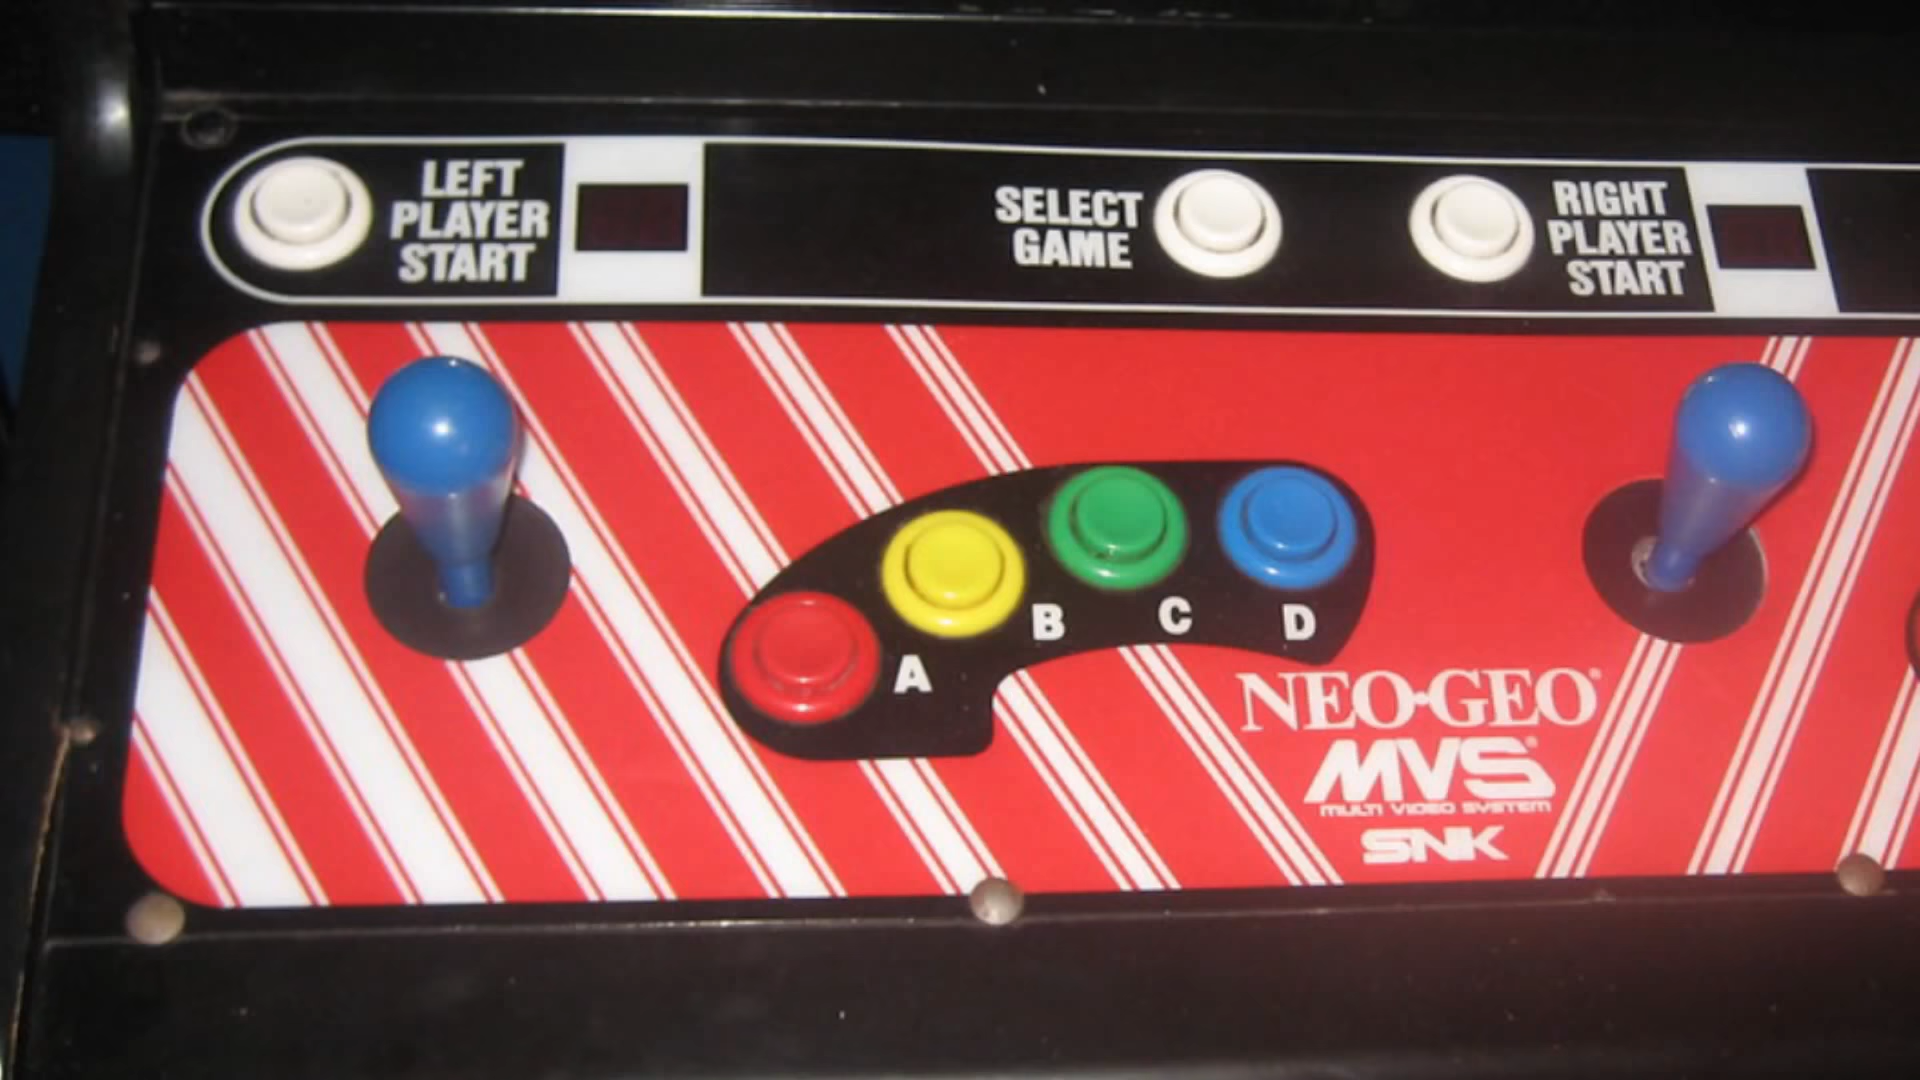 LEFT
PLAYER
START
SELECT
GAME
RIGHT
PLAYER
START
A
B
C
D
NEO·GEO®
MVS®
MULTI VIDEO SYSTEM
SNK